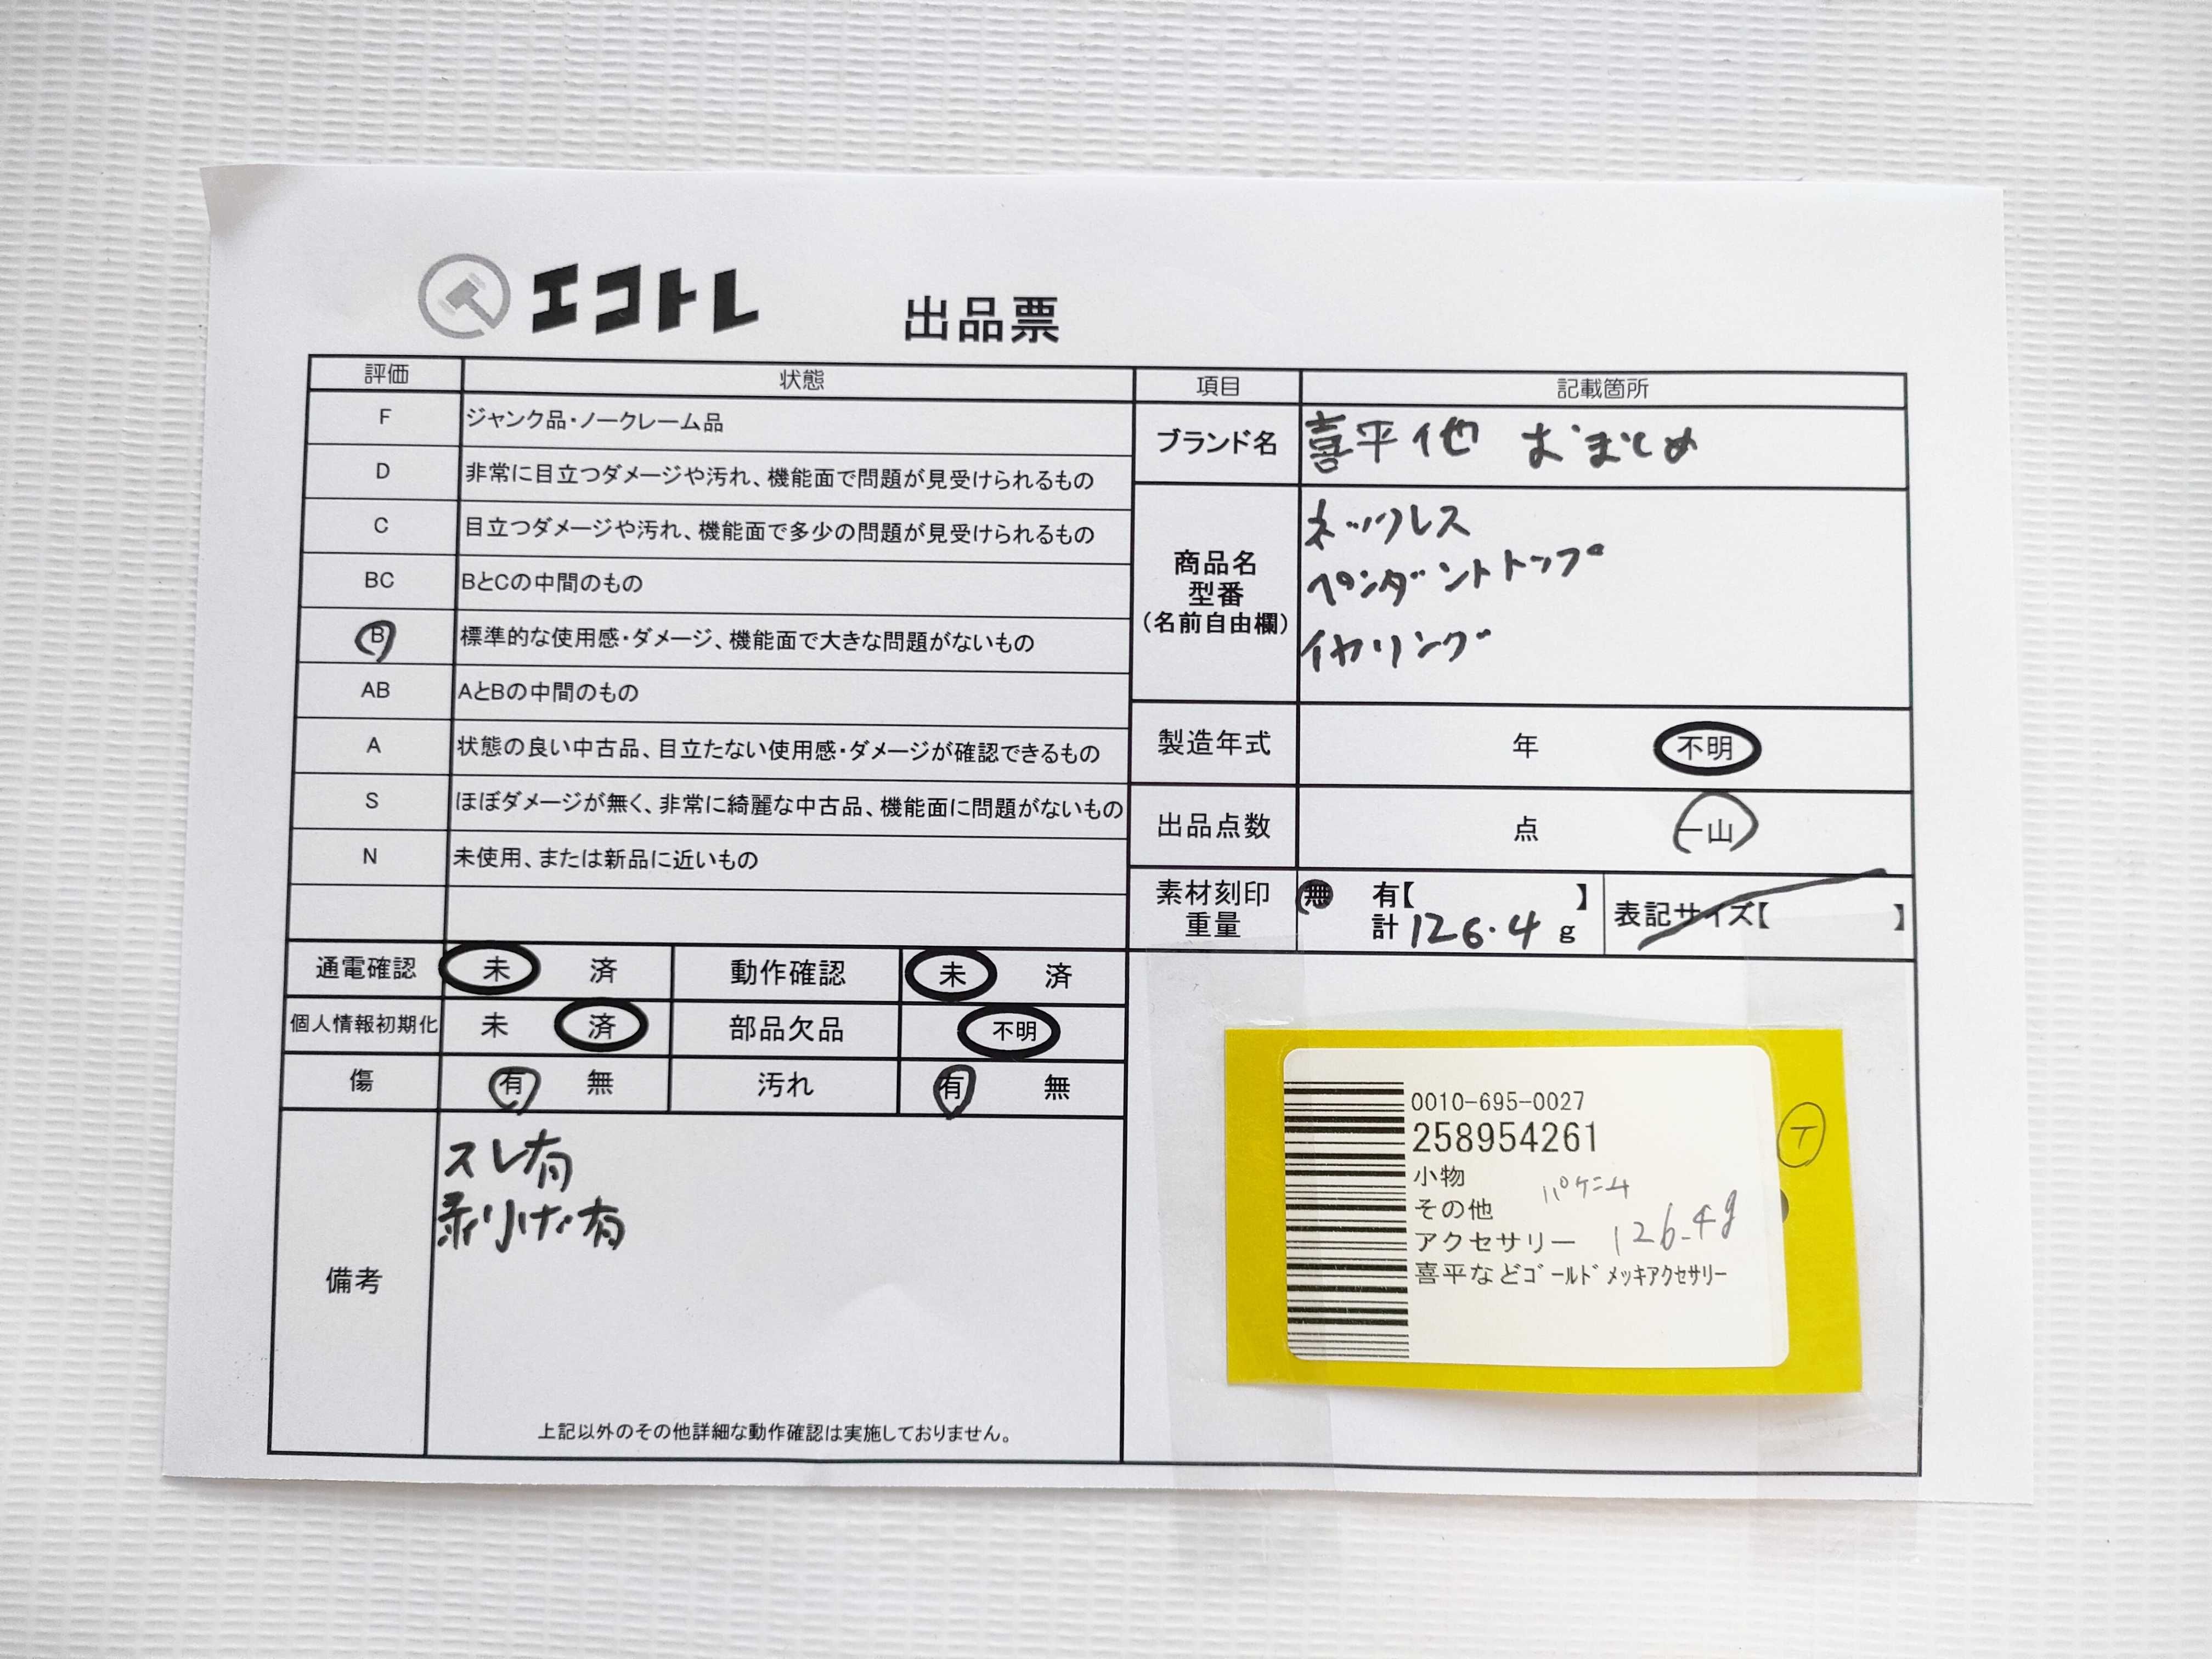 エコトレ 出品票
評価 状態
F ジャンク品・ノークレーム品
D 非常に目立つダメージや汚れ、機能面で問題が見受けられるもの
C 目立つダメージや汚れ、機能面で多少の問題が見受けられるもの
BC BとCの中間のもの
B 標準的な使用感・ダメージ、機能面で大きな問題がないもの
AB AとBの中間のもの
A 状態の良い中古品、目立たない使用感・ダメージが確認できるもの
S ほぼダメージが無く、非常に綺麗な中古品、機能面に問題がないもの
N 未使用、または新品に近いもの
項目 記載箇所
ブランド名 喜平 他 おまとめ
商品名
型番
(名前自由欄)
ネックレス
ペンダントトップ
イヤリング
製造年式 年 不明
出品点数 点 一山
素材刻印
重量
無 有【 】
計 126.4 g
表記サイズ【 】
通電確認 未 済 動作確認 未 済
個人情報初期化 未 済 部品欠品 不明
傷 有 無 汚れ 有 無
備考
スレ有
剥げ有
上記以外のその他詳細な動作確認は実施しておりません。
0010-695-0027
258954261
小物
その他
アクセサリー 126.4g
喜平などゴールドメッキアクセサリー